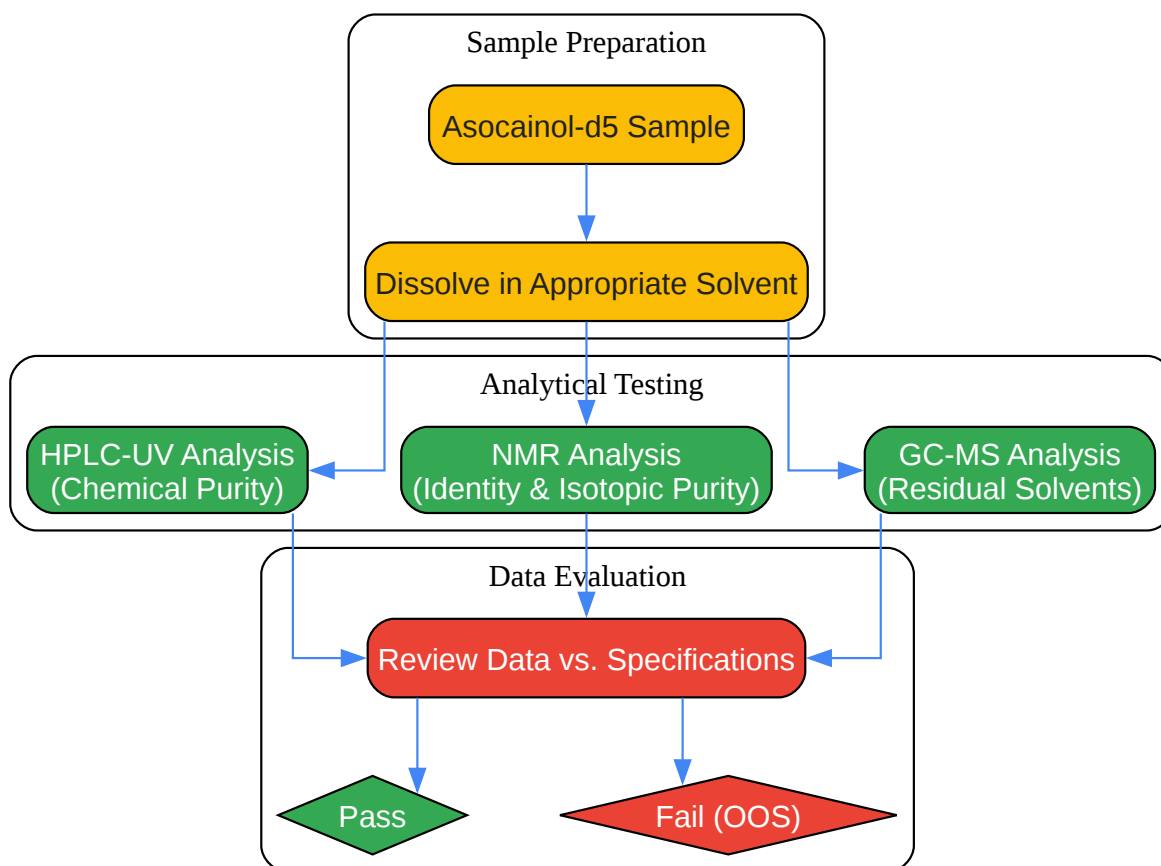 Sample Preparation
Asocainol-d5 Sample
Dissolve in Appropriate Solvent
Analytical Testing
HPLC-UV Analysis
(Chemical Purity)
NMR Analysis
(Identity & Isotopic Purity)
GC-MS Analysis
(Residual Solvents)
Data Evaluation
Review Data vs. Specifications
Pass
Fail (OOS)